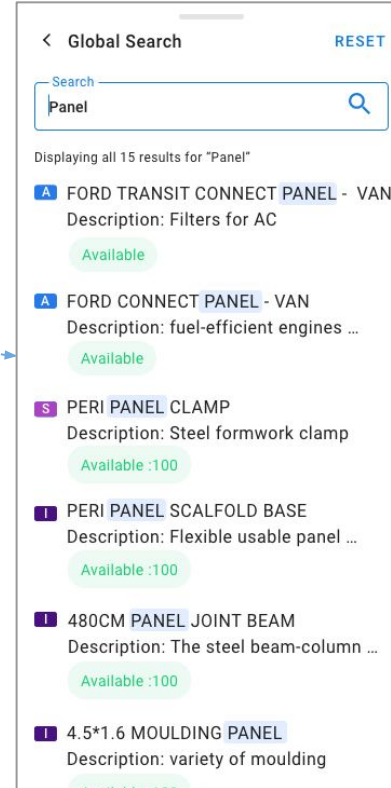 Global Search
RESET
Search
Panel
Displaying all 15 results for "Panel"
A FORD TRANSIT CONNECT PANEL - VAN
Description: Filters for AC
Available
A FORD CONNECT PANEL - VAN
Description: fuel-efficient engines ...
Available
S PERI PANEL CLAMP
Description: Steel formwork clamp
Available :100
I PERI PANEL SCALFOLD BASE
Description: Flexible usable panel ...
Available :100
I 480CM PANEL JOINT BEAM
Description: The steel beam-column ...
Available :100
I 4.5*1.6 MOULDING PANEL
Description: variety of moulding